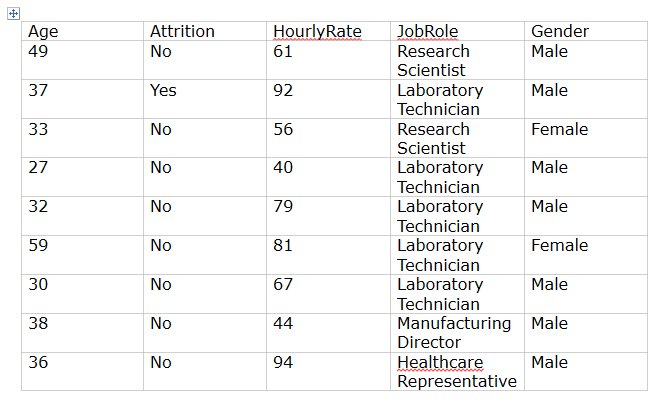 Age Attrition HourlyRate JobRole Gender
49 No 61 Research Scientist Male
37 Yes 92 Laboratory Technician Male
33 No 56 Research Scientist Female
27 No 40 Laboratory Technician Male
32 No 79 Laboratory Technician Male
59 No 81 Laboratory Technician Female
30 No 67 Laboratory Technician Male
38 No 44 Manufacturing Director Male
36 No 94 Healthcare Representative Male